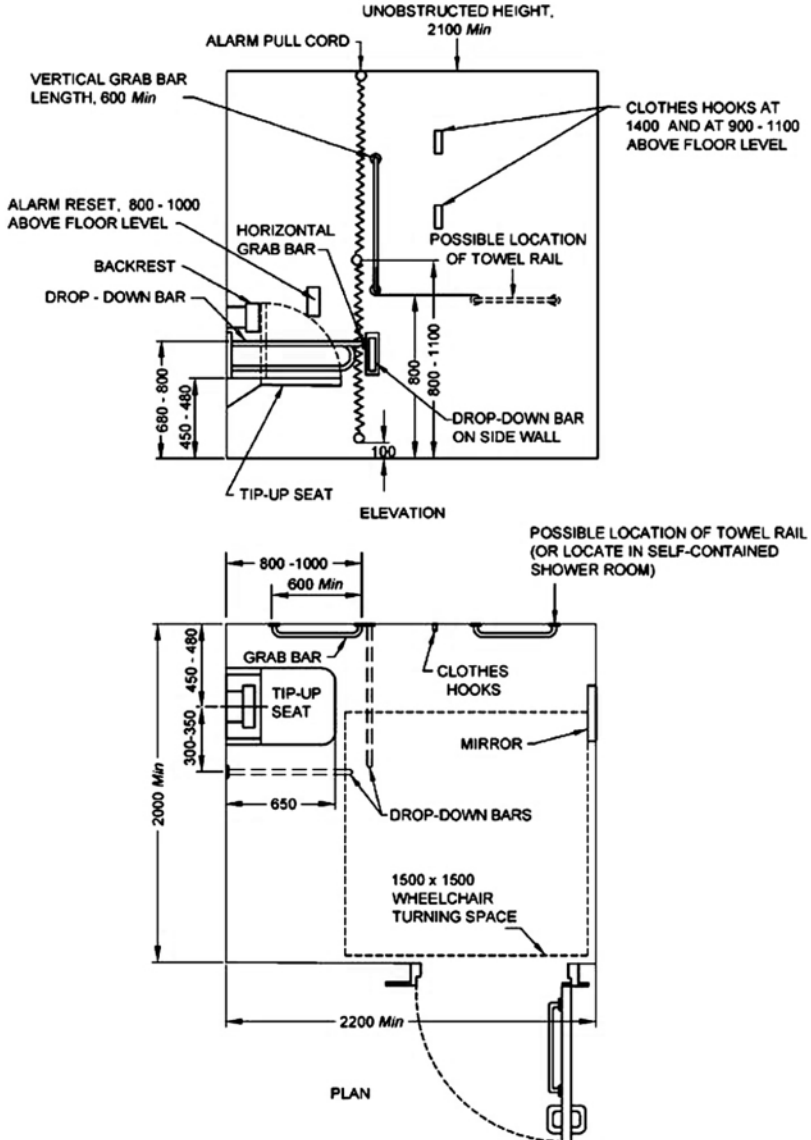 UNOBSTRUCTED HEIGHT,
2100 Min
ALARM PULL CORD
VERTICAL GRAB BAR
LENGTH, 600 Min
CLOTHES HOOKS AT
1400 AND AT 900 - 1100
ABOVE FLOOR LEVEL
ALARM RESET, 800 - 1000
ABOVE FLOOR LEVEL
HORIZONTAL
GRAB BAR
POSSIBLE LOCATION
OF TOWEL RAIL
BACKREST
DROP - DOWN BAR
680 - 800
450 - 480
800
800 - 1100
DROP-DOWN BAR
ON SIDE WALL
100
TIP-UP SEAT
ELEVATION
POSSIBLE LOCATION OF TOWEL RAIL
(OR LOCATE IN SELF-CONTAINED
SHOWER ROOM)
800 -1000
600 Min
450 - 480
GRAB BAR
CLOTHES
HOOKS
TIP-UP
SEAT
300-350
MIRROR
2000 Min
650
DROP-DOWN BARS
1500 x 1500
WHEELCHAIR
TURNING SPACE
2200 Min
PLAN